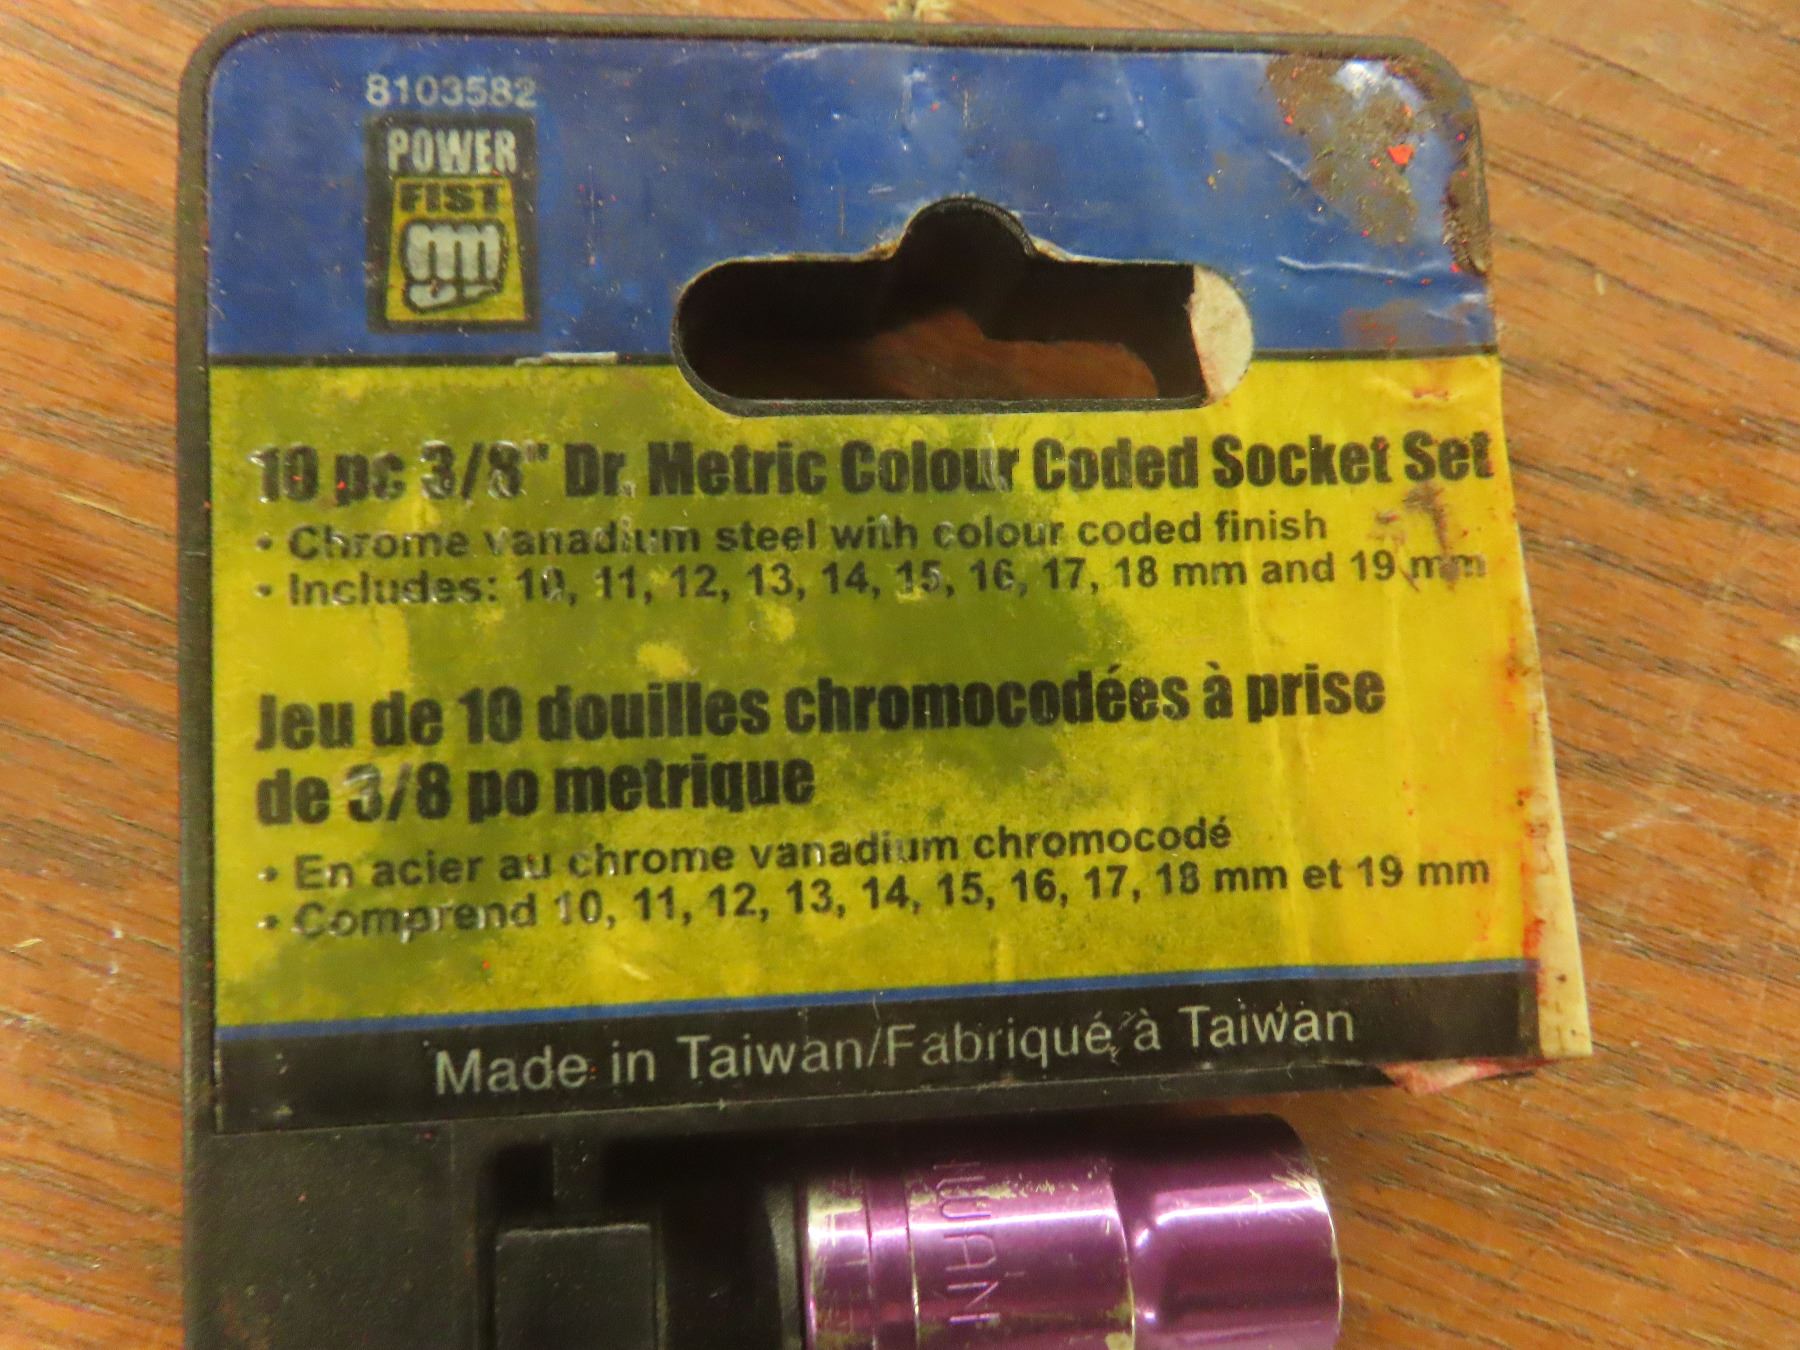 8103582
POWER
FIST
10 pc 3/8" Dr. Metric Colour Coded Socket Set
• Chrome vanadium steel with colour coded finish
• Includes: 10, 11, 12, 13, 14, 15, 16, 17, 18 mm and 19 mm
Jeu de 10 douilles chromocodées à prise
de 3/8 po metrique
• En acier au chrome vanadium chromocodé
• Comprend 10, 11, 12, 13, 14, 15, 16, 17, 18 mm et 19 mm
Made in Taiwan/Fabriqué à Taiwan